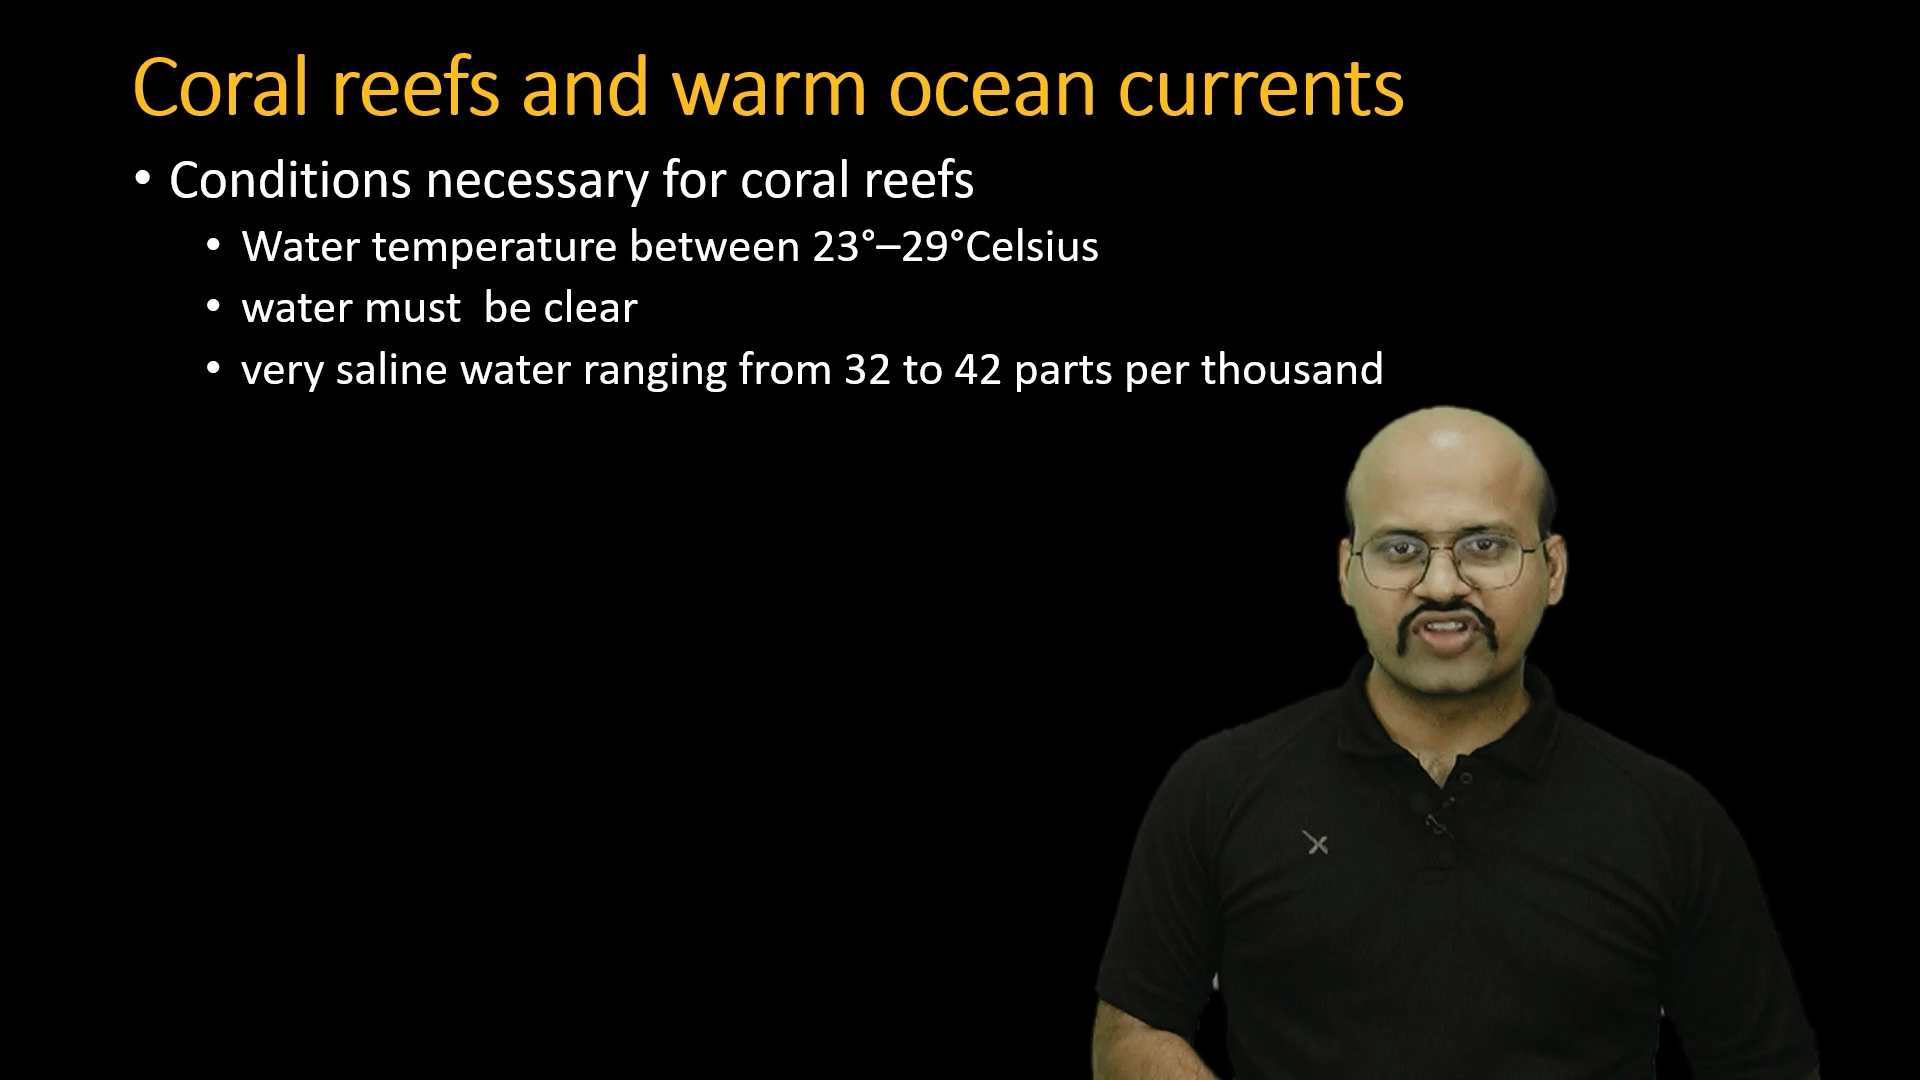 Coral reefs and warm ocean currents
• Conditions necessary for coral reefs
• Water temperature between 23°–29°Celsius
• water must  be clear
• very saline water ranging from 32 to 42 parts per thousand